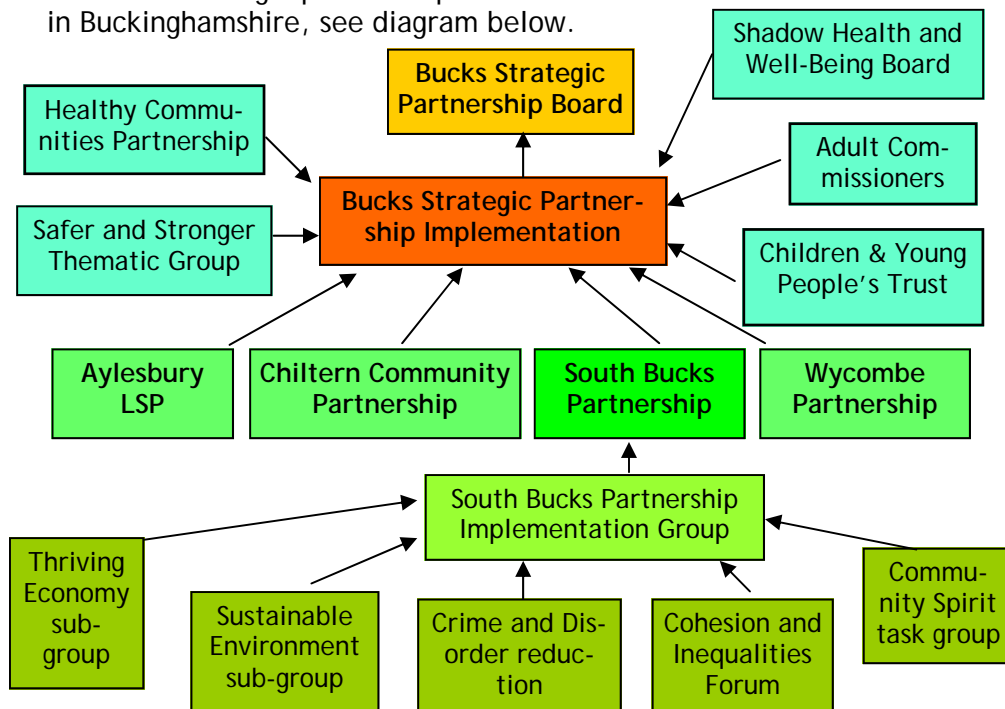 in Buckinghamshire, see diagram below.
Bucks Strategic
Partnership Board
Shadow Health and
Well-Being Board
Healthy Commu-
nities Partnership
Adult Com-
missioners
Bucks Strategic Partner-
ship Implementation
Safer and Stronger
Thematic Group
Children & Young
People's Trust
Aylesbury
LSP
Chiltern Community
Partnership
South Bucks
Partnership
Wycombe
Partnership
South Bucks Partnership
Implementation Group
Thriving
Economy
sub-
group
Sustainable
Environment
sub-group
Crime and Dis-
order reduc-
tion
Cohesion and
Inequalities
Forum
Commu-
nity Spirit
task group